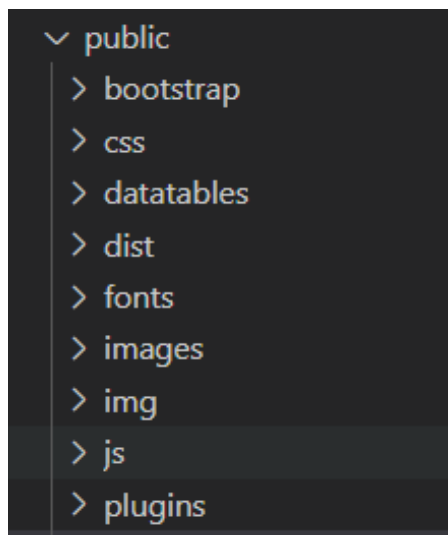 public
bootstrap
css
datatables
dist
fonts
images
img
js
plugins